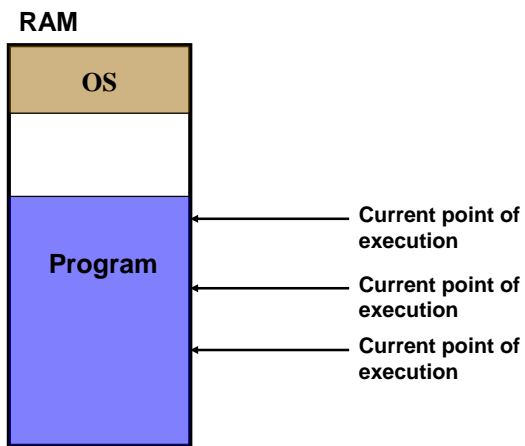 RAM
OS
Program
Current point of
execution
Current point of
execution
Current point of
execution